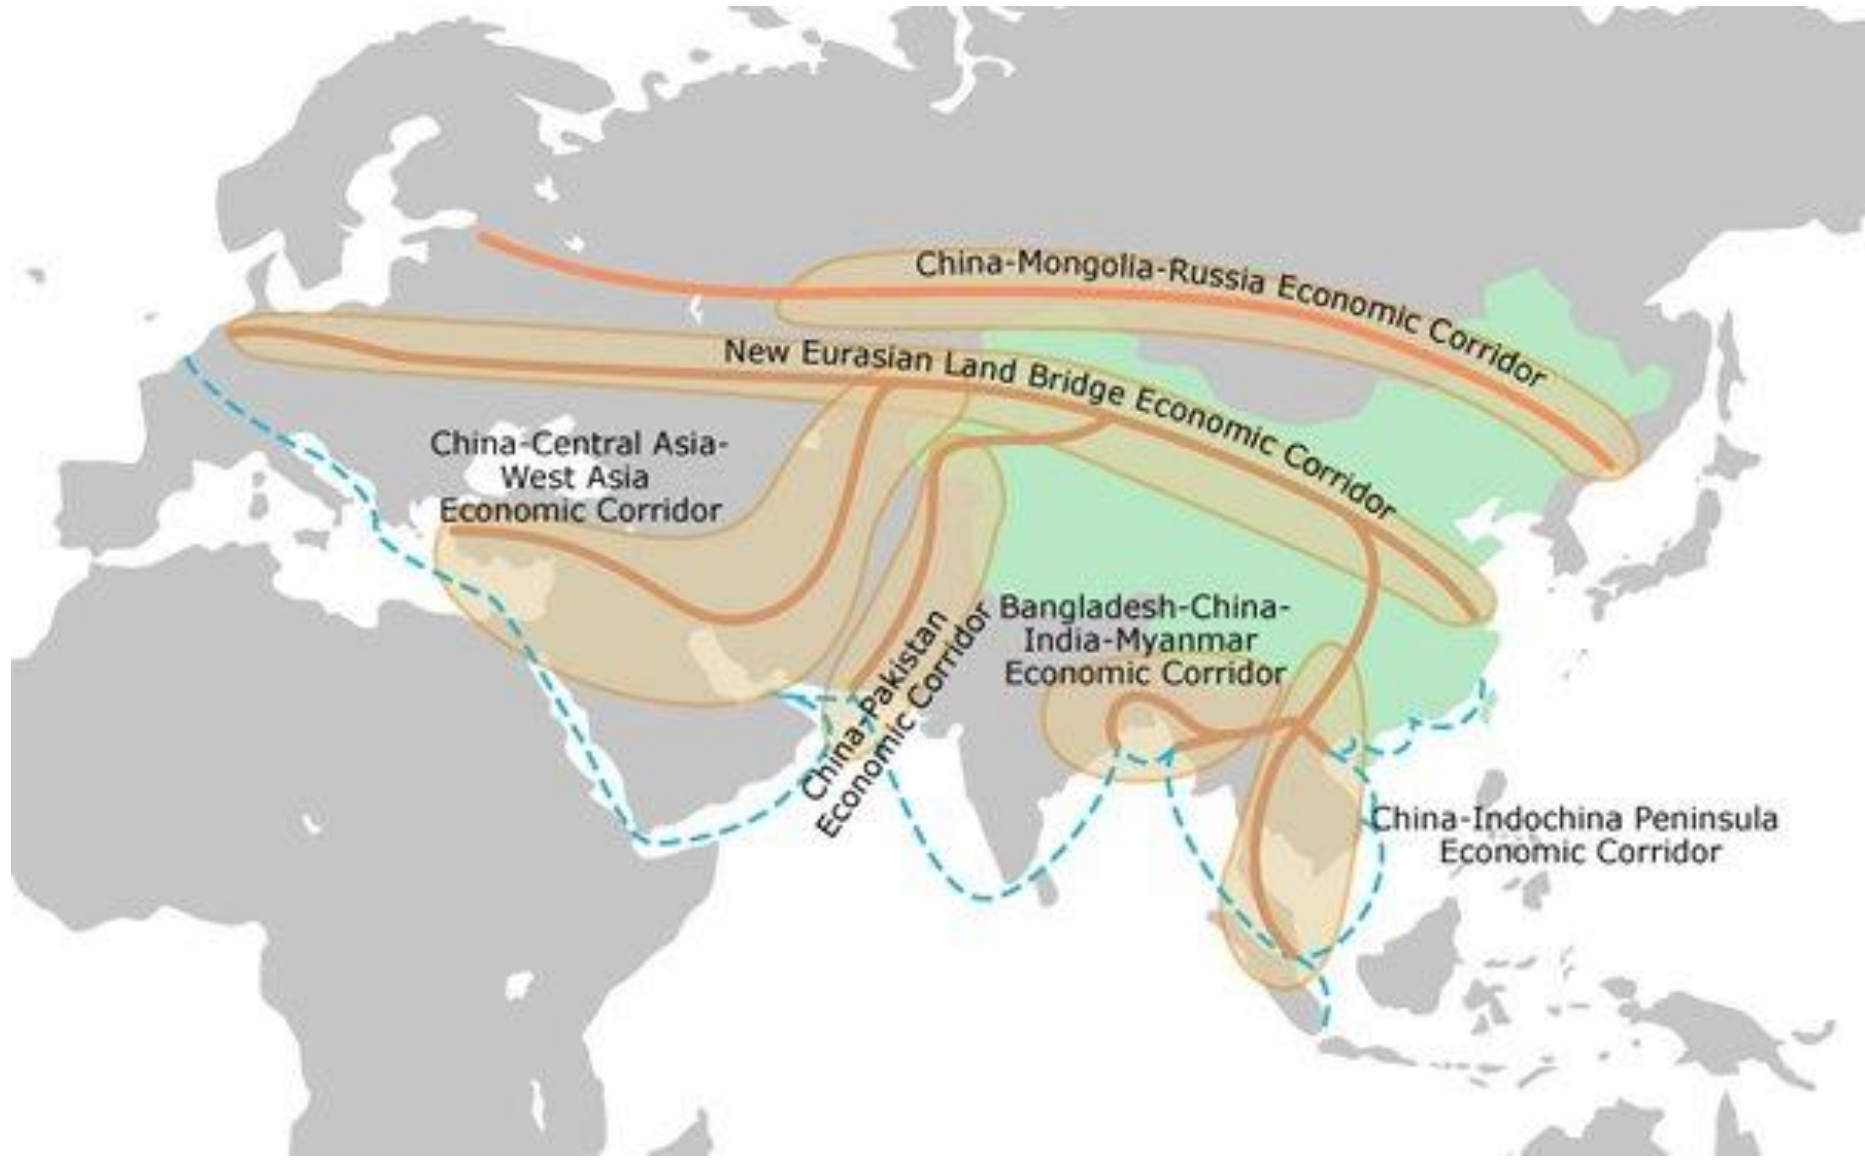 China-Mongolia-Russia Economic Corridor
New Eurasian Land Bridge Economic Corridor
China-Central Asia-
West Asia
Economic Corridor
China-Pakistan
Economic Corridor
Bangladesh-China-
India-Myanmar
Economic Corridor
China-Indochina Peninsula
Economic Corridor